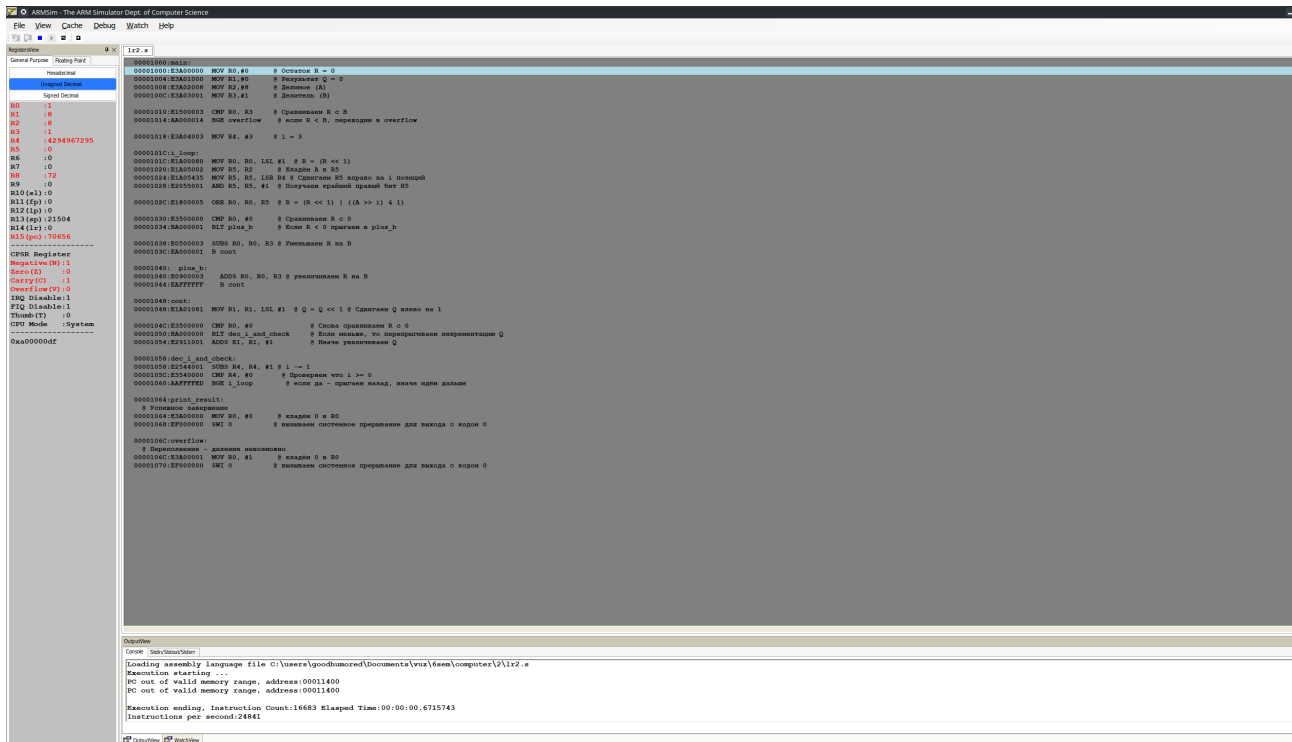 ARMSim - The ARM Simulator Dept. of Computer Science
File View Cache Debug Watch Help
RegistersView
General Purpose Floating Point
Hexadecimal
Unsigned Decimal
Signed Decimal
R0 :1
R1 :8
R2 :8
R3 :1
R4 :4294967295
R5 :0
R6 :0
R7 :0
R8 :72
R9 :0
R10(sl):0
R11(fp):0
R12(ip):0
R13(sp):21504
R14(lr):0
R15(pc):70656
------------------
CPSR Register
Negative(N):1
Zero(Z) :0
Carry(C) :1
Overflow(V):0
IRQ Disable:1
FIQ Disable:1
Thumb(T) :0
CPU Mode :System
------------------
0xa00000df
lr2.s
00001000:main:
00001000:E3A00000 MOV R0,#0 @ Остаток R = 0
00001004:E3A01000 MOV R1,#0 @ Результат Q = 0
00001008:E3A02008 MOV R2,#8 @ Делимое (A)
0000100C:E3A03001 MOV R3,#1 @ Делитель (B)
00001010:E1500003 CMP R0, R3 @ Сравниваем R с B
00001014:AA000014 BGE overflow @ если R < B, переходим в overflow
00001018:E3A04003 MOV R4, #3 @ i = 3
0000101C:i_loop:
0000101C:E1A00080 MOV R0, R0, LSL #1 @ R = (R << 1)
00001020:E1A05002 MOV R5, R2 @ Кладём A в R5
00001024:E1A05435 MOV R5, R5, LSR R4 @ Сдвигаем R5 вправо на i позиций
00001028:E2055001 AND R5, R5, #1 @ Получаем крайний правый бит R5
0000102C:E1800005 ORR R0, R0, R5 @ R = (R << 1) | ((A >> i) & 1)
00001030:E3500000 CMP R0, #0 @ Сравниваем R с 0
00001034:BA000001 BLT plus_b @ Если R < 0 прыгаем в plus_b
00001038:E0500003 SUBS R0, R0, R3 @ Уменьшаем R на B
0000103C:EA000001 B cont
00001040: plus_b:
00001040:E0900003 ADDS R0, R0, R3 @ увеличиваем R на B
00001044:EAFFFFFF B cont
00001048:cont:
00001048:E1A01081 MOV R1, R1, LSL #1 @ Q = Q << 1 @ Сдвигаем Q влево на 1
0000104C:E3500000 CMP R0, #0 @ Снова сравниваем R с 0
00001050:BA000000 BLT dec_i_and_check @ Если меньше, то перепрыгиваем инкрементацию Q
00001054:E2911001 ADDS R1, R1, #1 @ Иначе увеличиваем Q
00001058:dec_i_and_check:
00001058:E2544001 SUBS R4, R4, #1 @ i -= 1
0000105C:E3540000 CMP R4, #0 @ Проверяем что i >= 0
00001060:AAFFFFED BGE i_loop @ если да - прыгаем назад, иначе идём дальше
00001064:print_result:
@ Успешное завершение
00001064:E3A00000 MOV R0, #0 @ кладём 0 в R0
00001068:EF000000 SWI 0 @ вызываем системное прерывание для выхода с кодом 0
0000106C:overflow:
@ Переполнение - деление невозможно
0000106C:E3A00001 MOV R0, #1 @ кладём 0 в R0
00001070:EF000000 SWI 0 @ вызываем системное прерывание для выхода с кодом 0
OutputView
Console Stdin/Stdout/Stderr
Loading assembly language file C:\users\goodhumored\Documents\vuz\6sem\computer\2\lr2.s
Execution starting ...
PC out of valid memory range, address:00011400
PC out of valid memory range, address:00011400
Execution ending, Instruction Count:16683 Elasped Time:00:00:00.6715743
Instructions per second:24841
OutputView WatchView